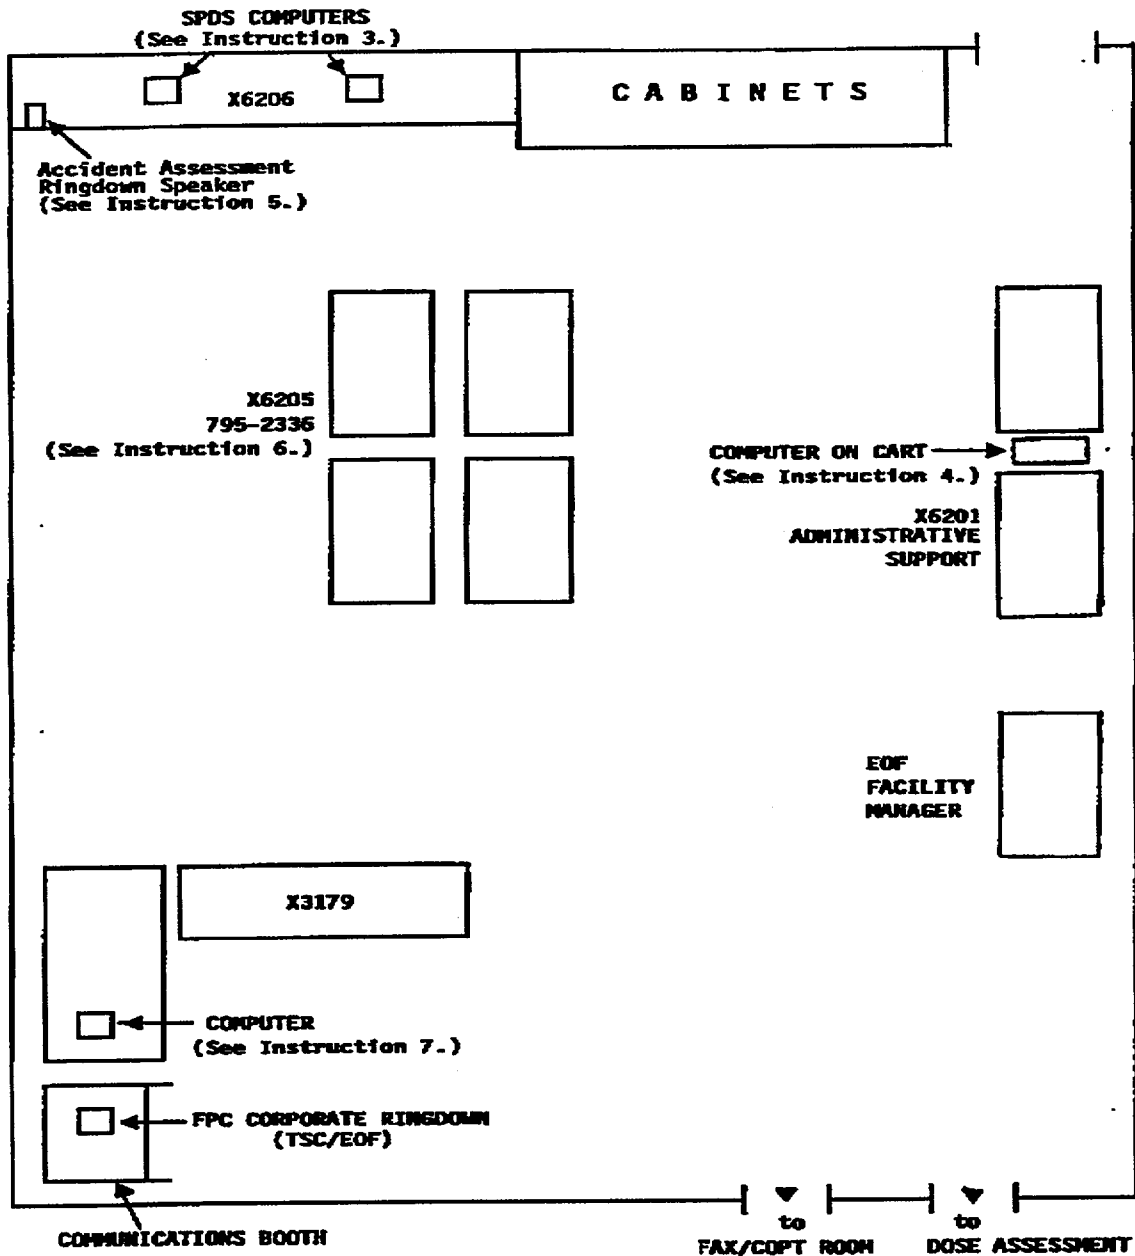 SPDS COMPUTERS
(See Instruction 3.)
X6206
C A B I N E T S
Accident Assessment
Ringdown Speaker
(See Instruction 5.)
X6205
795-2336
(See Instruction 6.)
COMPUTER ON CART
(See Instruction 4.)
X6201
ADMINISTRATIVE
SUPPORT
EOF
FACILITY
MANAGER
X3179
COMPUTER
(See Instruction 7.)
FPC CORPORATE RINGDOWN
(TSC/EOF)
COMMUNICATIONS BOOTH
to
FAX/COPT ROOM
to
DOSE ASSESSMENT